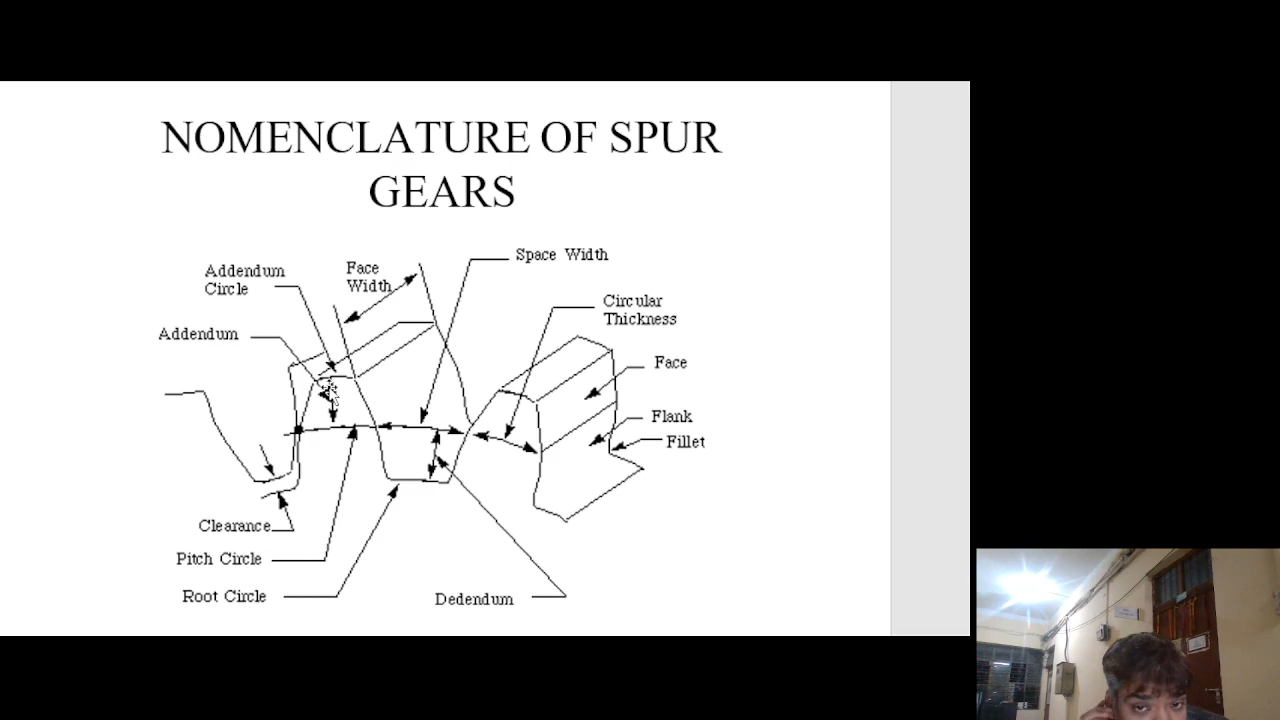 NOMENCLATURE OF SPUR
GEARS
Space Width
Addendum
Circle
Face
Width
Circular
Thickness
Addendum
Face
Flank
Fillet
Clearance
Pitch Circle
Root Circle
Dedendum